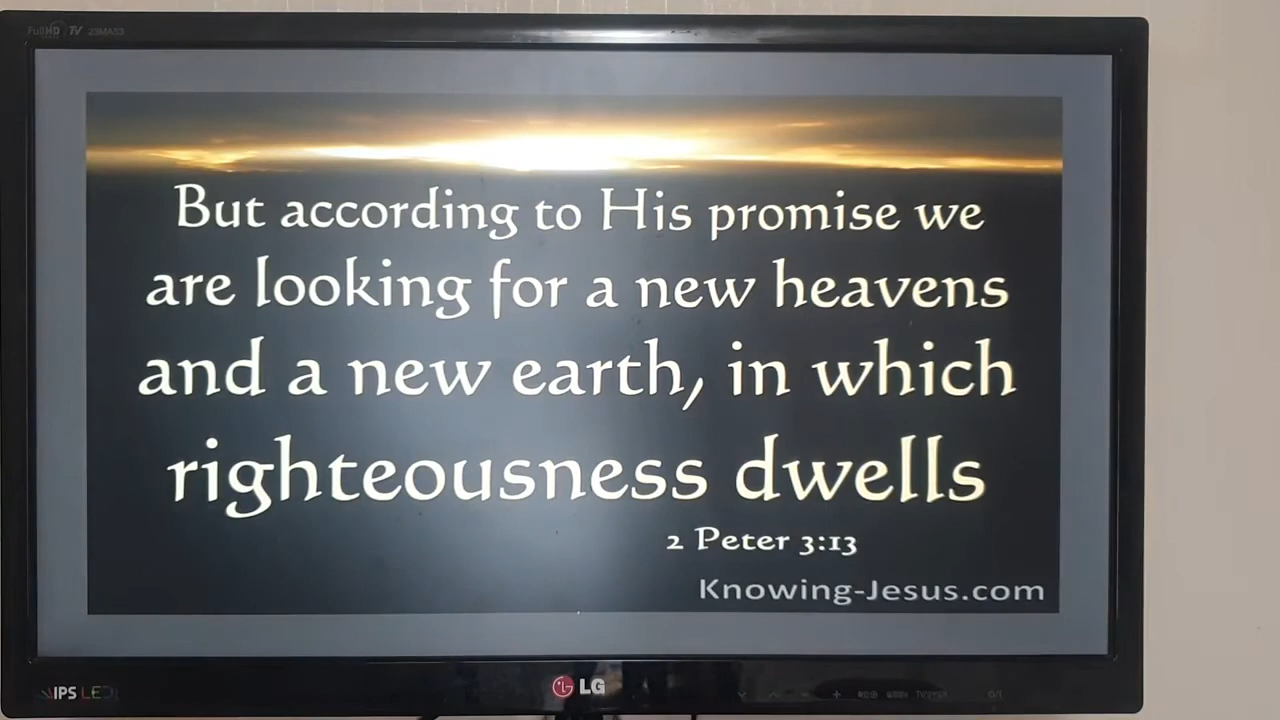 FullHD TV 23MA53
But according to His promise we
are looking for a new heavens
and a new earth, in which
righteousness dwells
2 Peter 3:13
Knowing-Jesus.com
IPS LED
LG